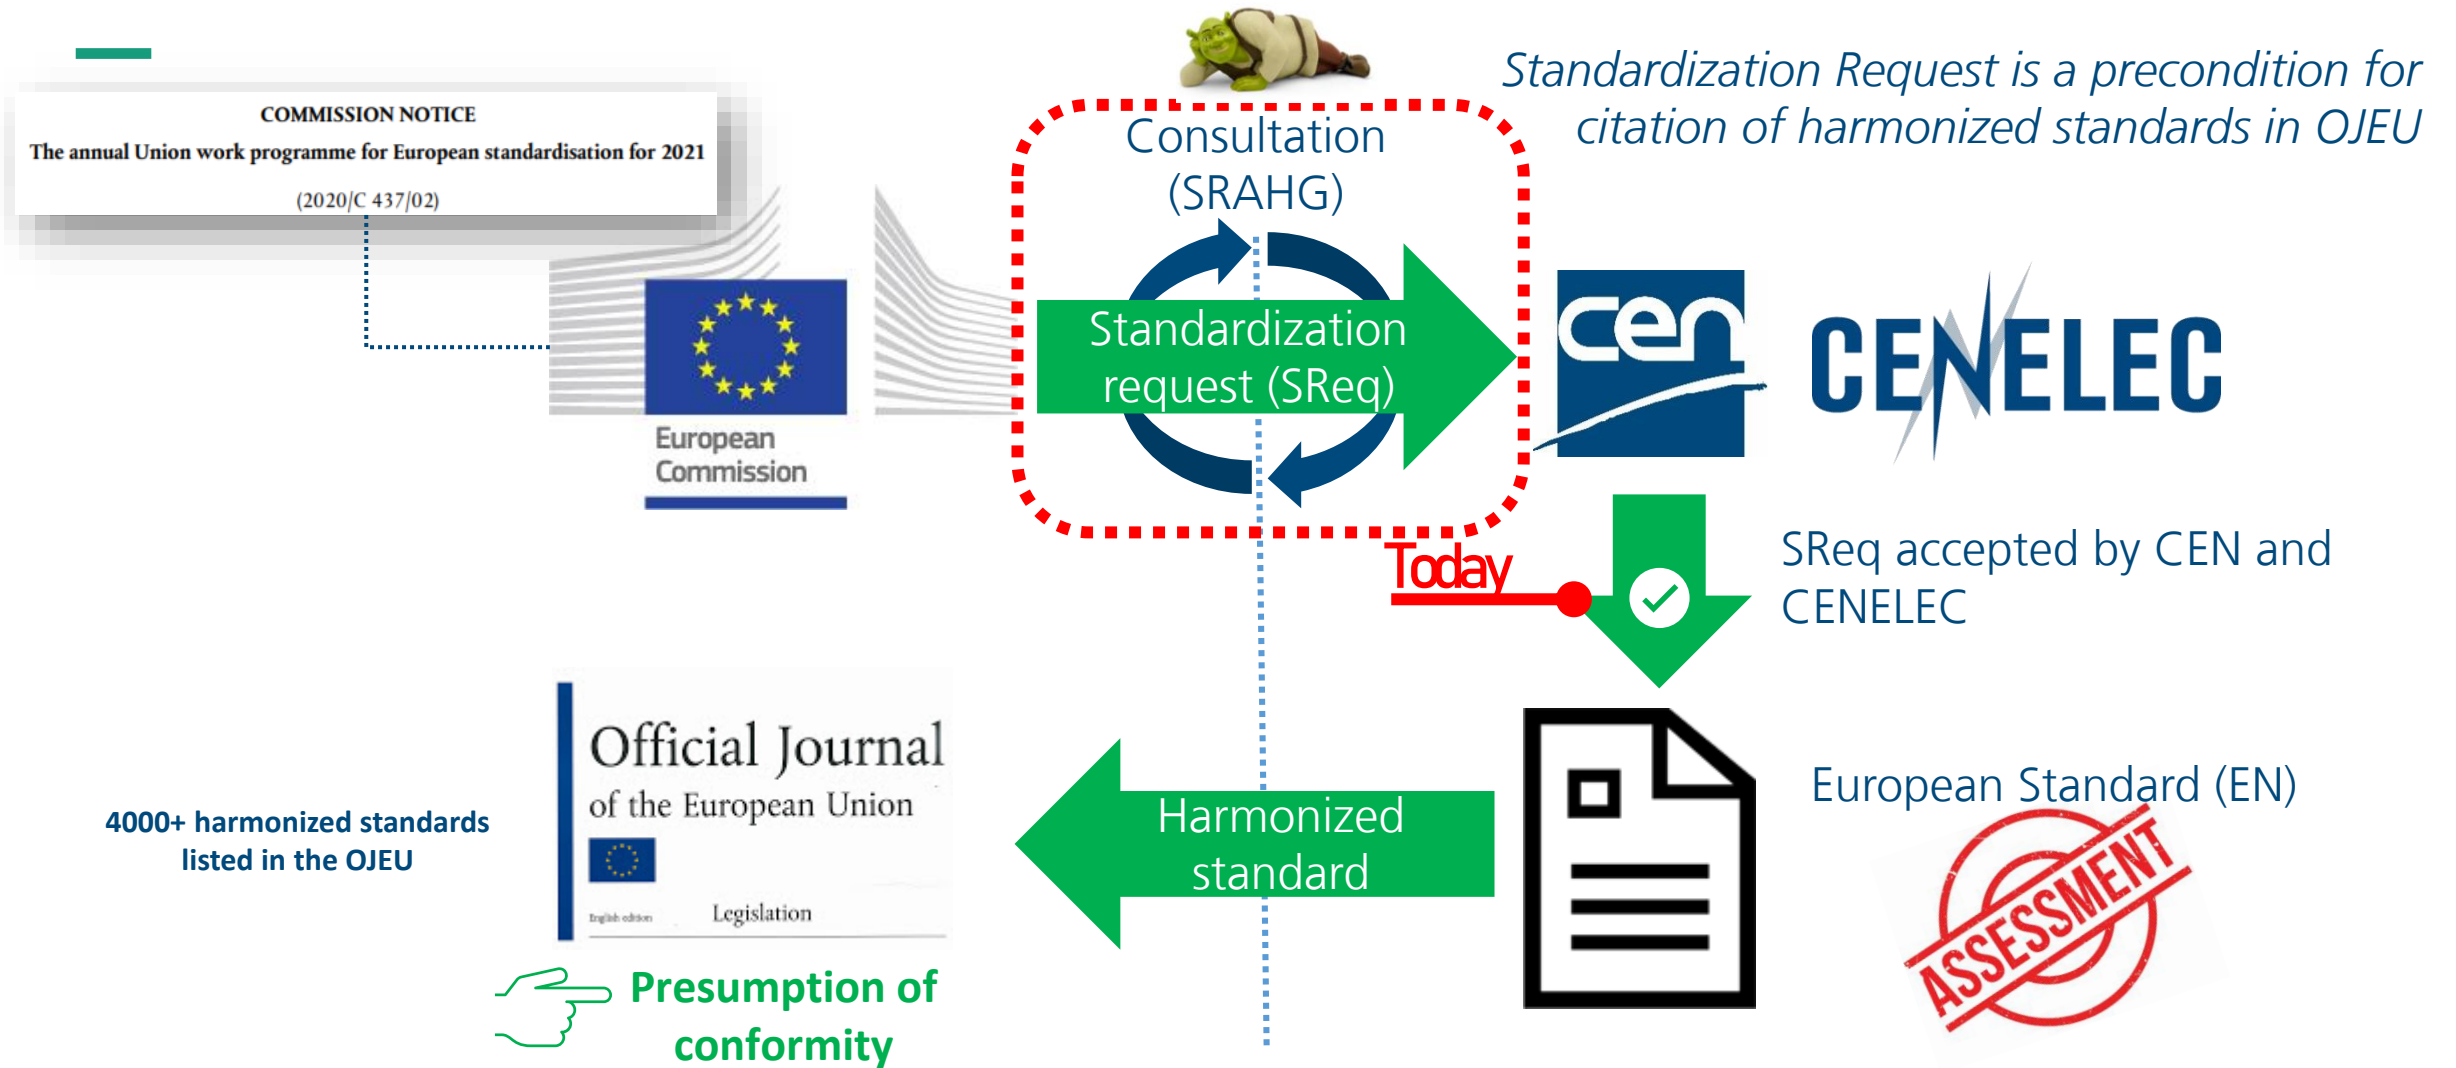 COMMISSION NOTICE
The annual Union work programme for European standardisation for 2021
(2020/C 437/02)
Standardization Request is a precondition for
citation of harmonized standards in OJEU
Consultation
(SRAHG)
Standardization
request (SReq)
European
Commission
cen
CENELEC
Today
SReq accepted by CEN and
CENELEC
Official Journal
of the European Union
English edition
Legislation
4000+ harmonized standards
listed in the OJEU
Harmonized
standard
European Standard (EN)
ASSESSMENT
Presumption of
conformity